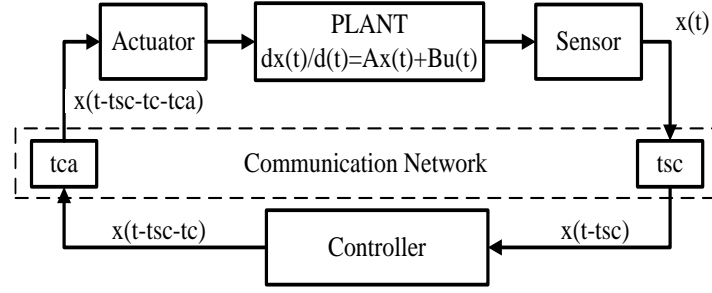 x(t)
Actuator
PLANT
dx(t)/d(t)=Ax(t)+Bu(t)
Sensor
x(t-tsc-tc-tca)
tca
Communication Network
tsc
x(t-tsc-tc)
Controller
x(t-tsc)